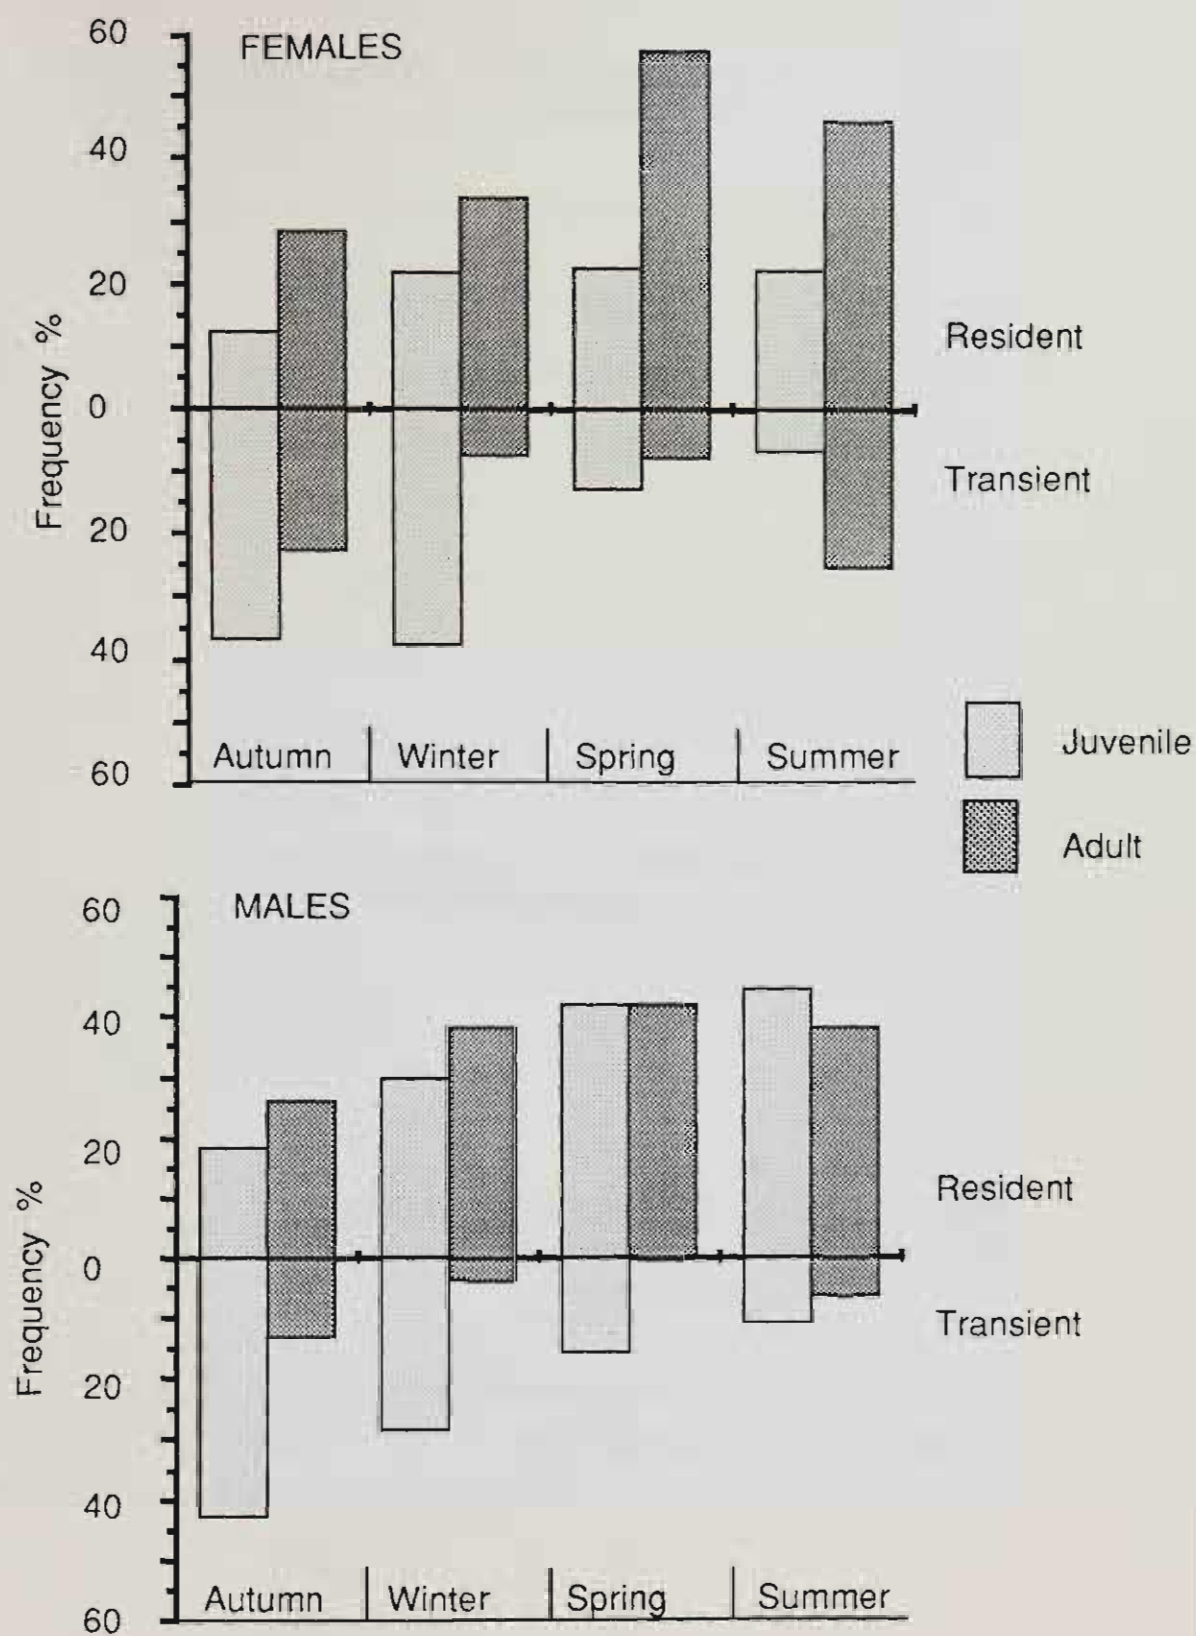 FEMALES
60
40
20
0
20
40
60
Frequency %
Resident
Transient
Autumn
Winter
Spring
Summer
Juvenile
Adult
MALES
60
40
20
0
20
40
60
Frequency %
Resident
Transient
Autumn
Winter
Spring
Summer